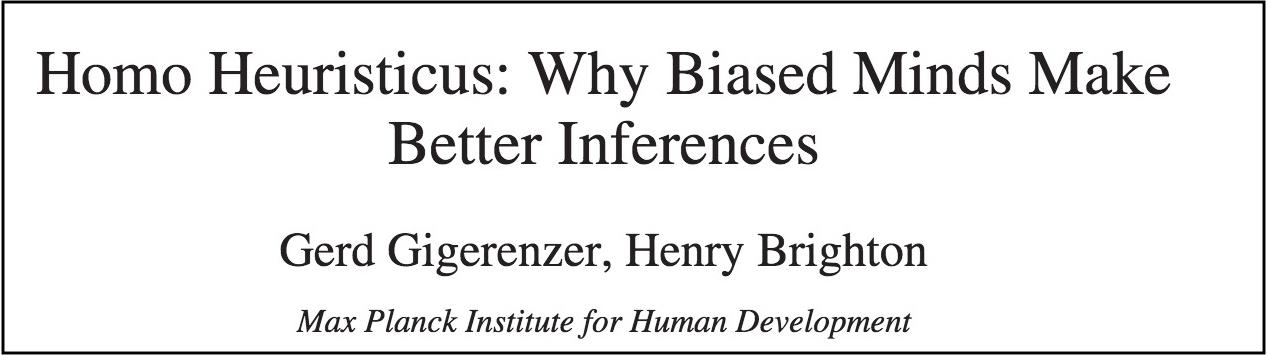 Homo Heuristicus: Why Biased Minds Make
Better Inferences
Gerd Gigerenzer, Henry Brighton
Max Planck Institute for Human Development